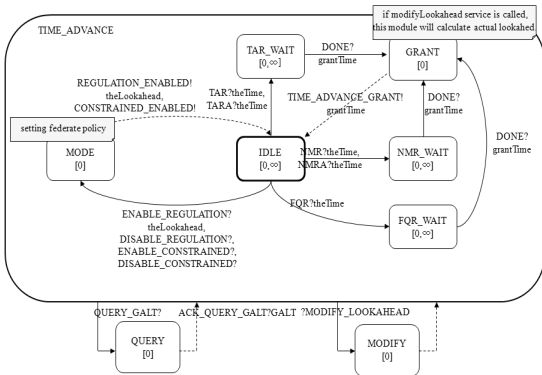 if modifyLookahead service is called,
this module will calculate actual lookahed
TIME_ADVANCE
TAR_WAIT
[0,∞]
DONE?
grantTime
GRANT
[0]
REGULATION_ENABLED!
theLookahead,
CONSTRAINED_ENABLED!
TAR?theTime,
TARA?theTime
TIME_ADVANCE_GRANT!
grantTime
DONE?
grantTime
setting federate policy
MODE
[0]
IDLE
[0,∞]
NMR?theTime,
NMRA?theTime
NMR_WAIT
[0,∞]
DONE?
grantTime
FQR?theTime
FQR_WAIT
[0,∞]
ENABLE_REGULATION?
theLookahead,
DISABLE_REGULATION?,
ENABLE_CONSTRAINED?,
DISABLE_CONSTRAINED?
QUERY_GALT?
ACK_QUERY_GALT?GALT
?MODIFY_LOOKAHEAD
QUERY
[0]
MODIFY
[0]